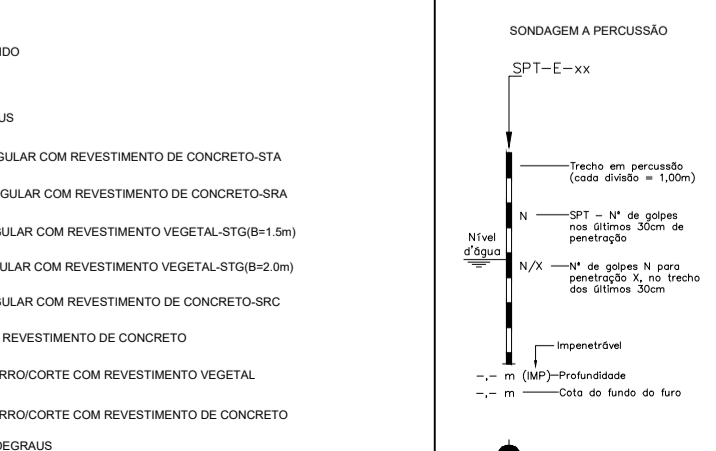 NDO
US
GULAR COM REVESTIMENTO DE CONCRETO-STA
GULAR COM REVESTIMENTO DE CONCRETO-SRA
GULAR COM REVESTIMENTO VEGETAL-STG(B=1.5m)
ULAR COM REVESTIMENTO VEGETAL-STG(B=2.0m)
GULAR COM REVESTIMENTO DE CONCRETO-SRC
REVESTIMENTO DE CONCRETO
RRO/CORTE COM REVESTIMENTO VEGETAL
RRO/CORTE COM REVESTIMENTO DE CONCRETO
DEGRAUS
SONDAGEM A PERCUSSÃO
SPT-E-xx
Trecho em percussão
(cada divisão = 1,00m)
N
SPT - N° de golpes
nos últimos 30cm de
penetração
Nível
d'água
N/X
N° de golpes N para
penetração X, no trecho
dos últimos 30cm
Impenetrável
-,- m (IMP) Profundidade
-,- m Cota do fundo do furo